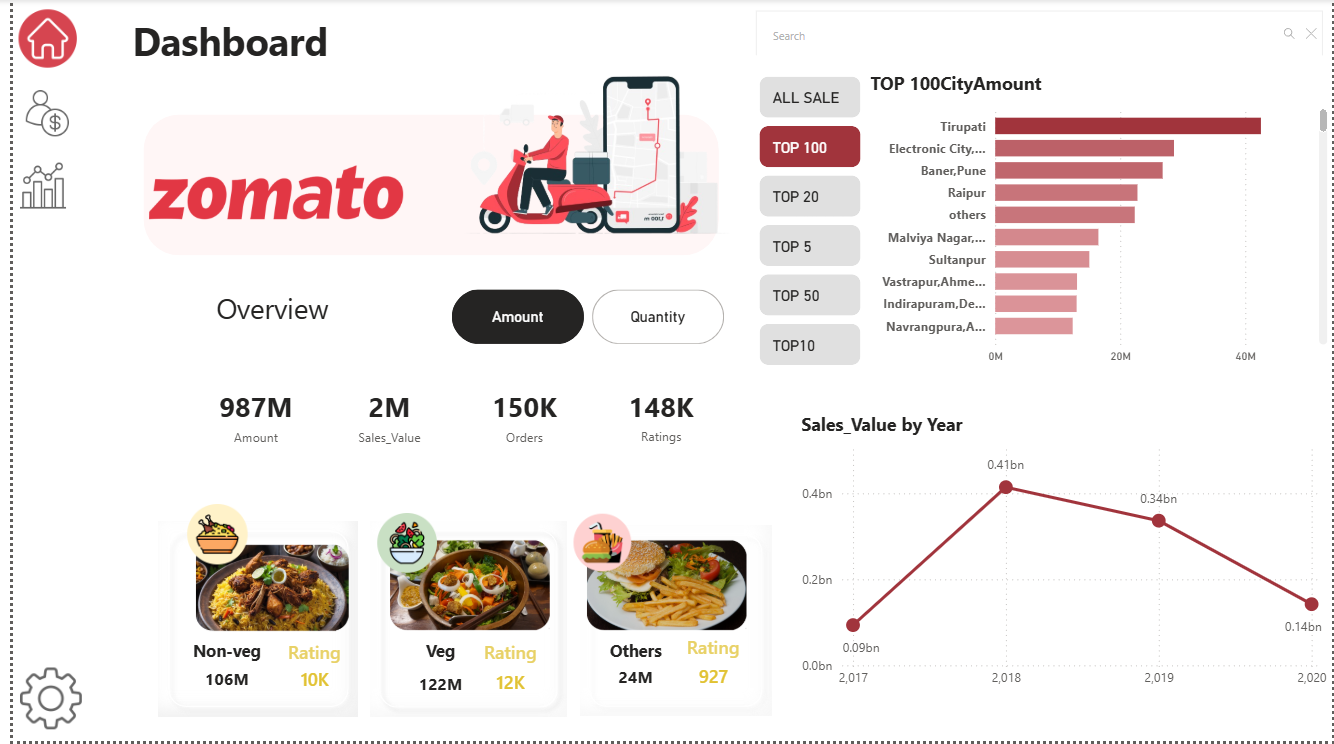 Dashboard
Search
zomato
ALL SALE
TOP 100
TOP 20
TOP 5
TOP 50
TOP10
TOP 100CityAmount
Tirupati
Electronic City,...
Baner,Pune
Raipur
others
Malviya Nagar,...
Sultanpur
Vastrapur,Ahme...
Indirapuram,De...
Navrangpura,A...
0M 20M 40M
Overview
Amount
Quantity
987M 2M 150K 148K
Amount Sales_Value Orders Ratings
Sales_Value by Year
0.4bn
0.2bn
0.0bn
0.09bn
0.41bn
0.34bn
0.14bn
2,017 2,018 2,019 2,020
Non-veg Rating
106M 10K
Veg Rating
122M 12K
Others Rating
24M 927